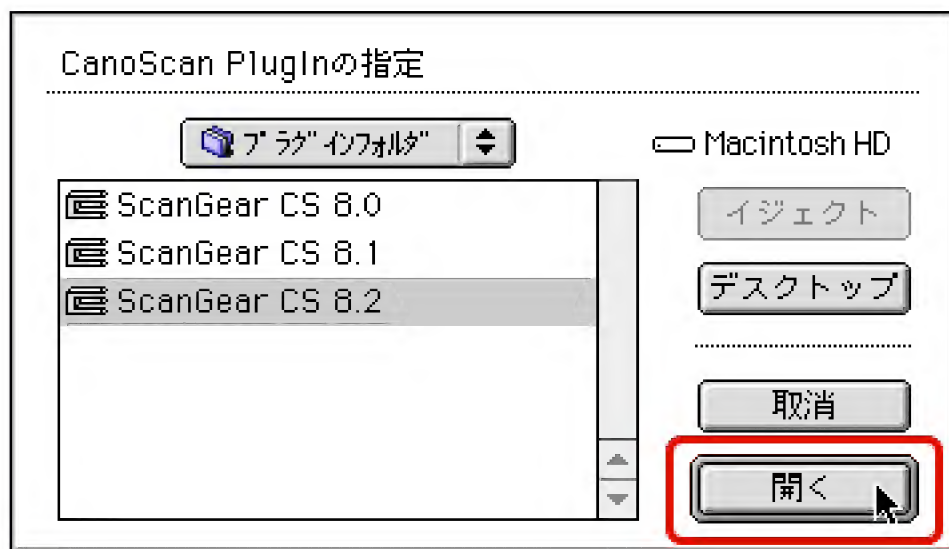 CanoScan PlugInの指定
プラグインフォルダ
Macintosh HD
ScanGear CS 8.0
ScanGear CS 8.1
ScanGear CS 8.2
イジェクト
デスクトップ
取消
開く